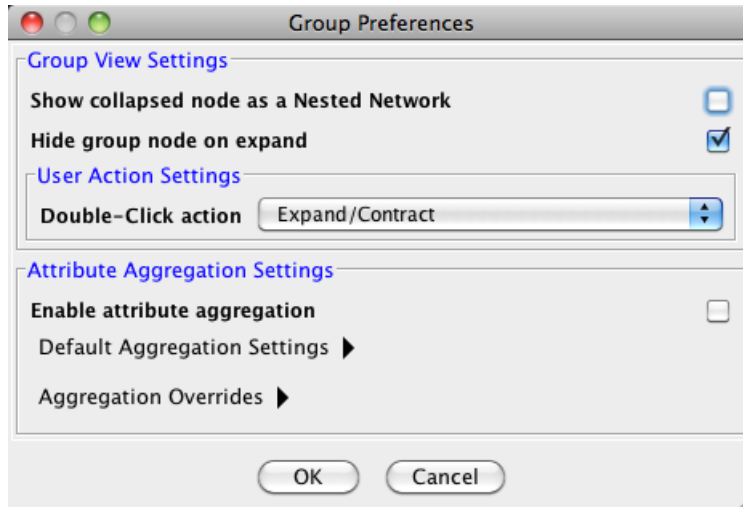 Group Preferences
Group View Settings
Show collapsed node as a Nested Network
Hide group node on expand
User Action Settings
Double-Click action Expand/Contract
Attribute Aggregation Settings
Enable attribute aggregation
Default Aggregation Settings
Aggregation Overrides
OK Cancel